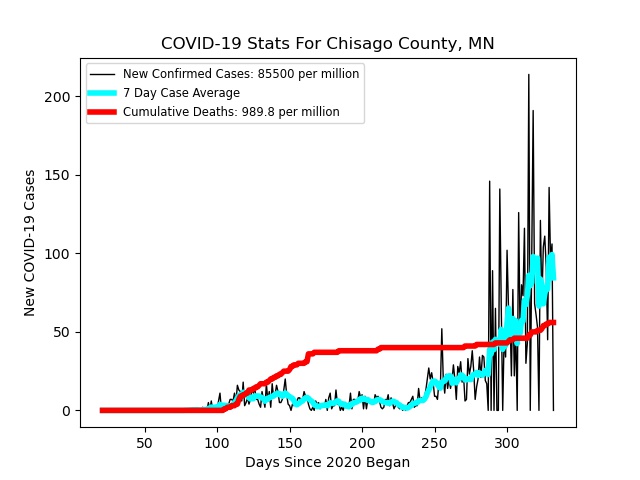 COVID-19 Stats For Chisago County, MN
New Confirmed Cases: 85500 per million
7 Day Case Average
Cumulative Deaths: 989.8 per million
New COVID-19 Cases
200
150
100
50
0
50 100 150 200 250 300
Days Since 2020 Began